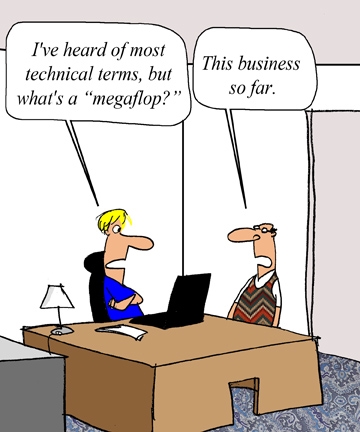 I've heard of most
technical terms, but
what's a “megaflop?”
This business
so far.